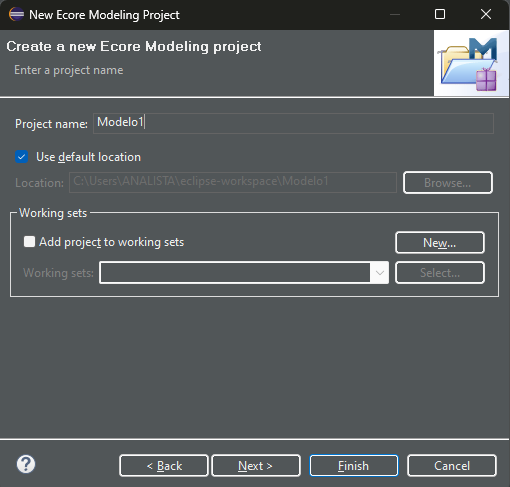 New Ecore Modeling Project
Create a new Ecore Modeling project
Enter a project name
M
Project name: Modelo1
Use default location
Location: C:\Users\ANALISTA\eclipse-workspace\Modelo1 Browse...
Working sets
Add project to working sets New...
Working sets: Select...
? < Back Next > Finish Cancel